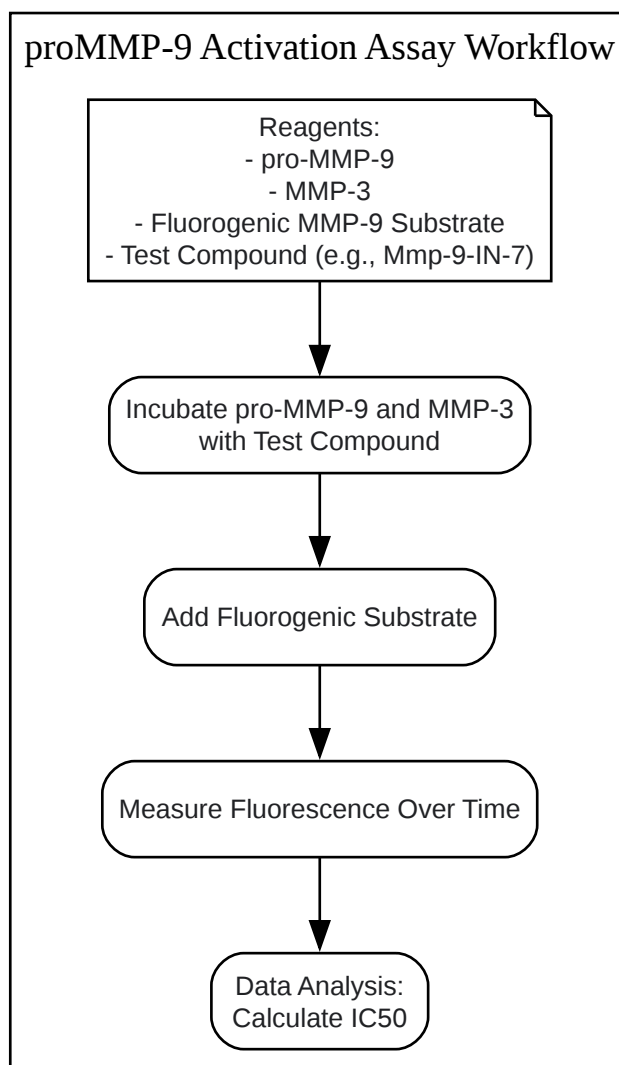 proMMP-9 Activation Assay Workflow
Reagents:
- pro-MMP-9
- MMP-3
- Fluorogenic MMP-9 Substrate
- Test Compound (e.g., Mmp-9-IN-7)
Incubate pro-MMP-9 and MMP-3
with Test Compound
Add Fluorogenic Substrate
Measure Fluorescence Over Time
Data Analysis:
Calculate IC50